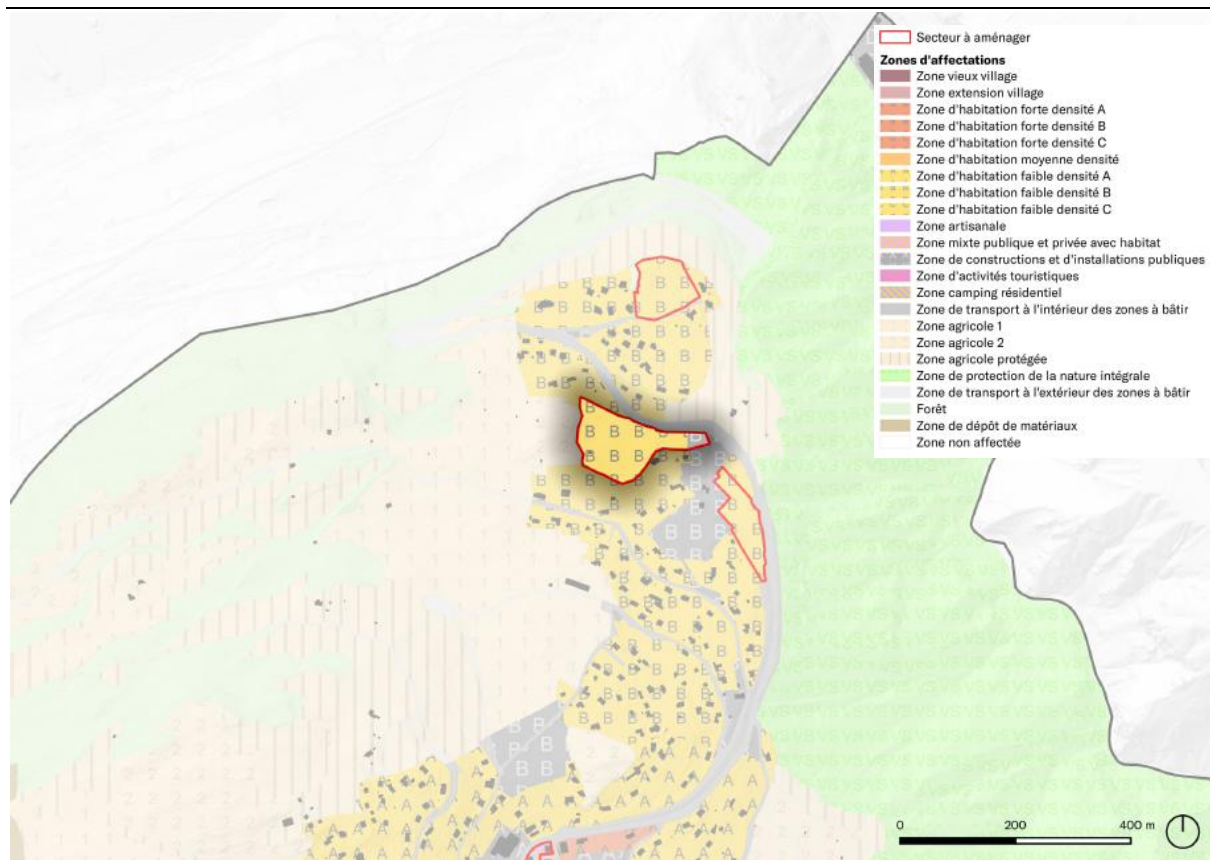 Secteur à aménager
Zones d'affectations
Zone vieux village
Zone extension village
Zone d'habitation forte densité A
Zone d'habitation forte densité B
Zone d'habitation forte densité C
Zone d'habitation moyenne densité
Zone d'habitation faible densité A
Zone d'habitation faible densité B
Zone d'habitation faible densité C
Zone artisanale
Zone mixte publique et privée avec habitat
Zone de constructions et d'installations publiques
Zone d'activités touristiques
Zone camping résidentiel
Zone de transport à l'intérieur des zones à bâtir
Zone agricole 1
Zone agricole 2
Zone agricole protégée
Zone de protection de la nature intégrale
Zone de transport à l'extérieur des zones à bâtir
Forêt
Zone de dépôt de matériaux
Zone non affectée
0 200 400 m